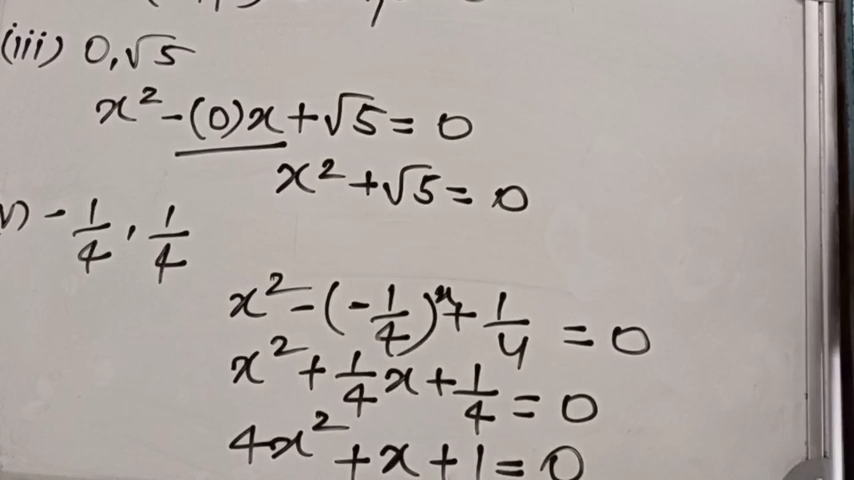 (iii) 0, √5
x² - (0)x + √5 = 0
x² + √5 = 0
v) - 1/4 , 1/4
x² - (- 1/4)x + 1/4 = 0
x² + 1/4 x + 1/4 = 0
4x² + x + 1 = 0